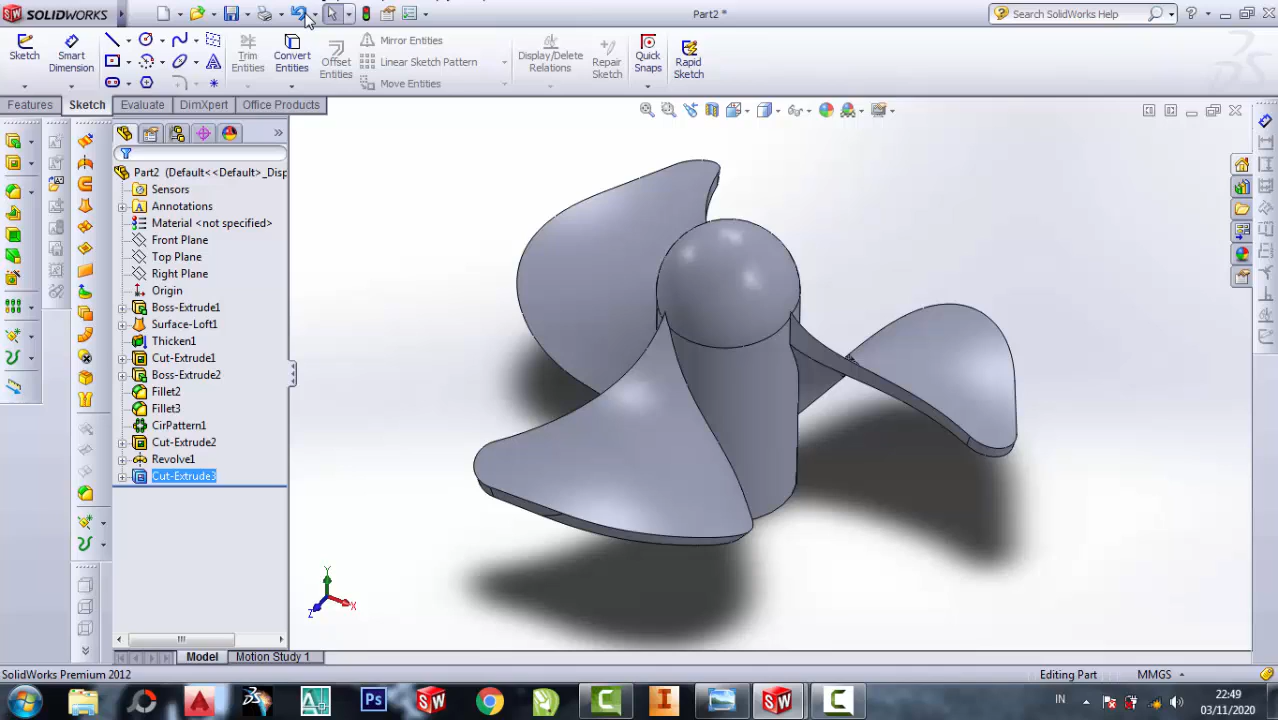 SOLIDWORKS
Part2 *
Search SolidWorks Help
Sketch
Smart Dimension
Trim Entities
Convert Entities
Offset Entities
Mirror Entities
Linear Sketch Pattern
Move Entities
Display/Delete Relations
Repair Sketch
Quick Snaps
Rapid Sketch
Features
Sketch
Evaluate
DimXpert
Office Products
Part2 (Default<<Default>_Disp
Sensors
Annotations
Material <not specified>
Front Plane
Top Plane
Right Plane
Origin
Boss-Extrude1
Surface-Loft1
Thicken1
Cut-Extrude1
Boss-Extrude2
Fillet2
Fillet3
CirPattern1
Cut-Extrude2
Revolve1
Cut-Extrude3
Y
X
Z
Model
Motion Study 1
SolidWorks Premium 2012
Editing Part
MMGS
IN
22:49
03/11/2020